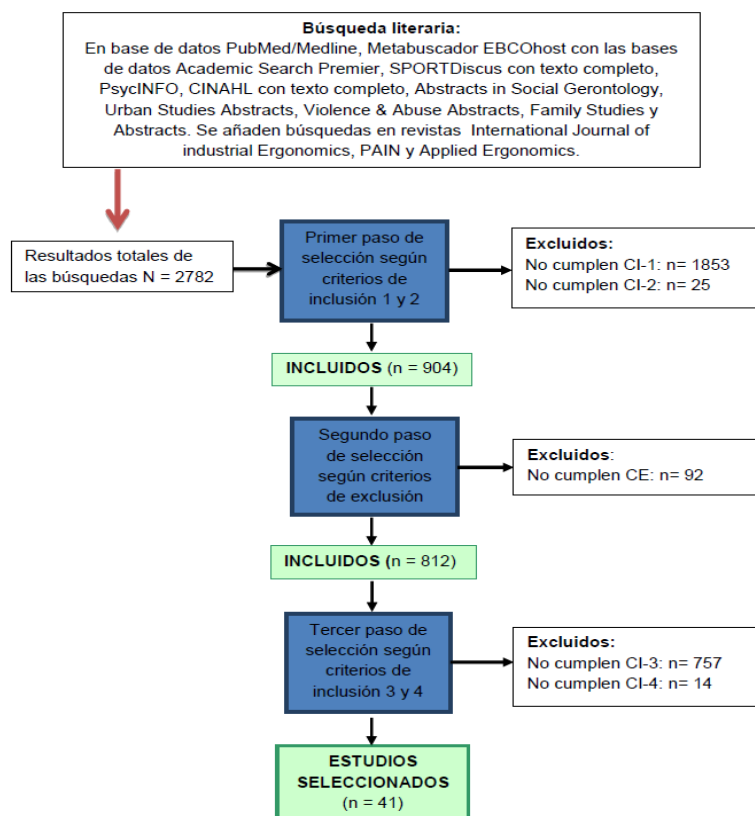 Búsqueda literaria:
En base de datos PubMed/Medline, Metabuscador EBCOhost con las bases
de datos Academic Search Premier, SPORTDiscus con texto completo,
PsycINFO, CINAHL con texto completo, Abstracts in Social Gerontology,
Urban Studies Abstracts, Violence & Abuse Abstracts, Family Studies y
Abstracts. Se añaden búsquedas en revistas International Journal of
industrial Ergonomics, PAIN y Applied Ergonomics.
Resultados totales de
las búsquedas N = 2782
Primer paso de
selección según
criterios de
inclusión 1 y 2
Excluidos:
No cumplen CI-1: n= 1853
No cumplen CI-2: n= 25
INCLUIDOS (n = 904)
Segundo paso
de selección
según criterios
de exclusión
Excluidos:
No cumplen CE: n= 92
INCLUIDOS (n = 812)
Tercer paso de
selección según
criterios de
inclusión 3 y 4
Excluidos:
No cumplen CI-3: n= 757
No cumplen CI-4: n= 14
ESTUDIOS
SELECCIONADOS
(n = 41)